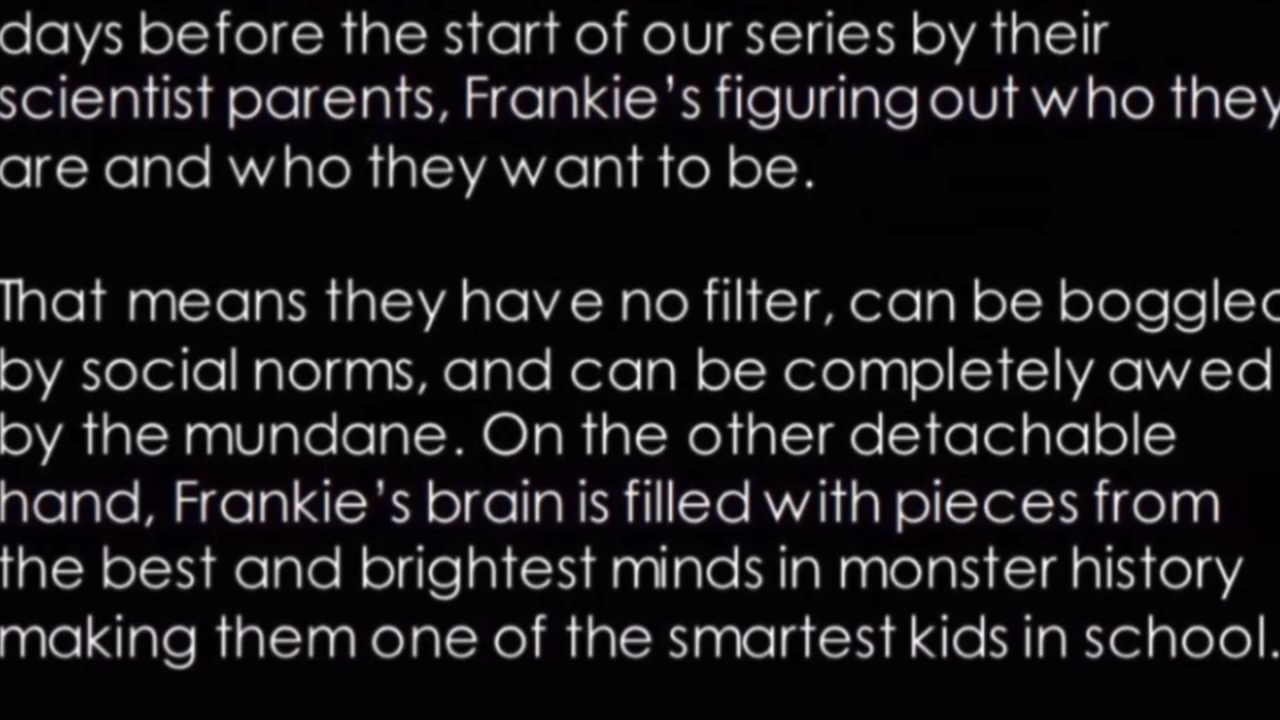 days before the start of our series by their
scientist parents, Frankie's figuring out who they
are and who they want to be.
That means they have no filter, can be boggled
by social norms, and can be completely awed
by the mundane. On the other detachable
hand, Frankie's brain is filled with pieces from
the best and brightest minds in monster history
making them one of the smartest kids in school.